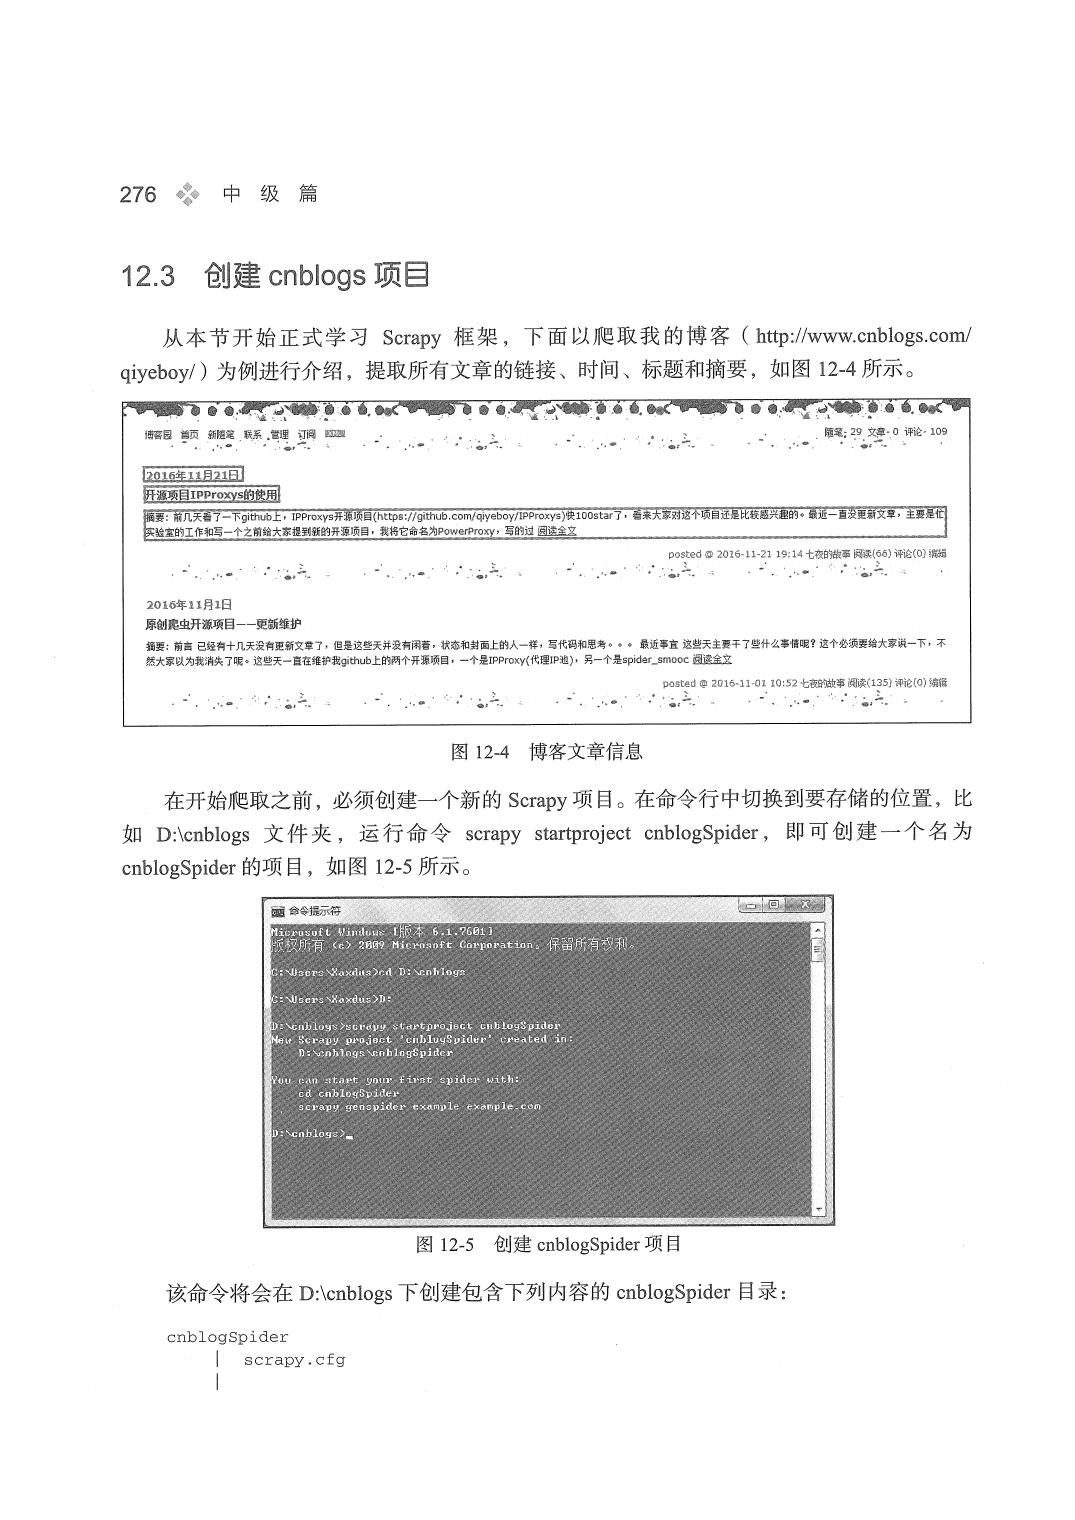 276 中级篇
12.3 创建 cnblogs 项目
从本节开始正式学习 Scrapy 框架，下面以爬取我的博客（http://www.cnblogs.com/
qiyeboy/）为例进行介绍，提取所有文章的链接、时间、标题和摘要，如图 12-4 所示。
博客园 首页 新随笔 联系 管理 订阅
随笔- 29 文章- 0 评论- 109
2016年11月21日
开源项目IPProxys的使用
摘要: 前几天看了一下github上，IPProxys开源项目(https://github.com/qiyeboy/IPProxys)快100star了，看来大家对这个项目还是比较感兴趣的。最近一直没更新文章，主要是忙
实验室的工作和写一个之前给大家提到新的开源项目，我将它命名为PowerProxy，写的过 阅读全文
posted @ 2016-11-21 19:14 七夜的故事 阅读(66) 评论(0) 编辑
2016年11月1日
原创爬虫开源项目——更新维护
摘要: 前言 已经有十几天没有更新文章了，但是这些天并没有闲着，状态和封面上的人一样，写代码和思考。。。 最近事宜 这些天主要干了些什么事情呢？这个必须要给大家说一下，不
然大家以为我消失了呢。这些天一直在维护我github上的两个开源项目，一个是IPProxy(代理IP池)，另一个是spider_smooc 阅读全文
posted @ 2016-11-01 10:52 七夜的故事 阅读(135) 评论(0) 编辑
图 12-4 博客文章信息
在开始爬取之前，必须创建一个新的 Scrapy 项目。在命令行中切换到要存储的位置，比
如 D:\cnblogs 文件夹，运行命令 scrapy startproject cnblogSpider，即可创建一个名为
cnblogSpider 的项目，如图 12-5 所示。
命令提示符
Microsoft Windows [版本 6.1.7601]
版权所有 (c) 2009 Microsoft Corporation。保留所有权利。
C:\Users\Xaxdus>cd D:\cnblogs
C:\Users\Xaxdus>D:
D:\cnblogs>scrapy startproject cnblogSpider
New Scrapy project 'cnblogSpider' created in:
D:\cnblogs\cnblogSpider
You can start your first spider with:
cd cnblogSpider
scrapy genspider example example.com
D:\cnblogs>_
图 12-5 创建 cnblogSpider 项目
该命令将会在 D:\cnblogs 下创建包含下列内容的 cnblogSpider 目录：
cnblogSpider
| scrapy.cfg
|